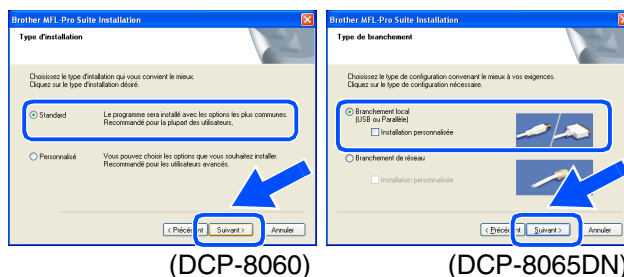 Brother MFL-Pro Suite Installation
Type d'installation
Choisissez le type d'intallation qui vous convient le mieux.
Cliquez sur le type d'installation désiré.
Standard
Le programme sera installé avec les options les plus communes.
Recommandé pour la plupart des utilisateurs,
Personnalisé
Vous pouvez choisir les options que vous souhaitez installer.
Recommandé pour les utilisateurs avancés.
Suivant >
Annuler
(DCP-8060)
Brother MFL-Pro Suite Installation
Type de branchement
Choisissez le type de configuration convenant le mieux à vos exigences.
Cliquez sur le type de configuration nécessaire.
Branchement local
(USB ou Parallèle)
Installation personnalisée
Branchement de réseau
Installation personnalisée
Suivant >
Annuler
(DCP-8065DN)